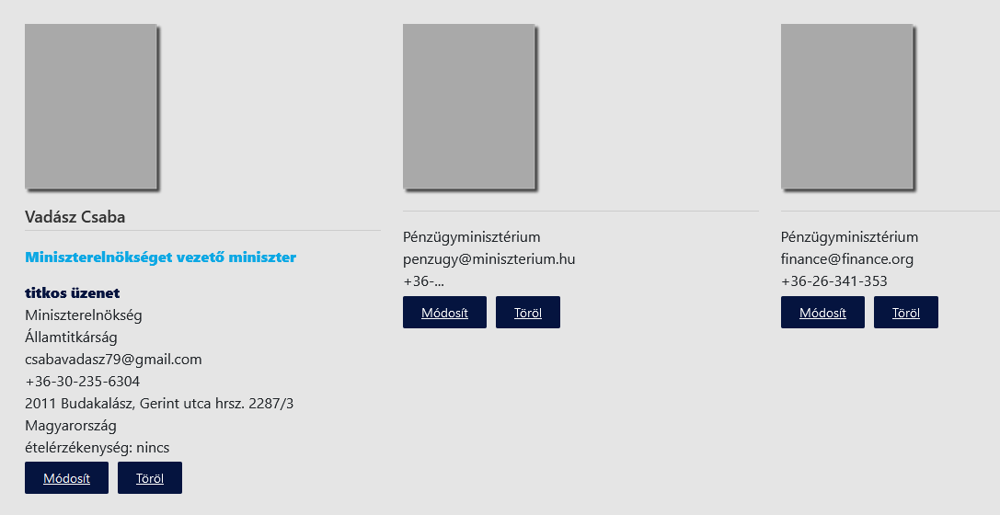 Vadász Csaba
Miniszterelnökséget vezető miniszter
titkos üzenet
Miniszterelnökség
Államtitkárság
csabavadasz79@gmail.com
+36-30-235-6304
2011 Budakalász, Gerint utca hrsz. 2287/3
Magyarország
ételérzékenység: nincs
Módosít Töröl
Pénzügyminisztérium
penzugy@miniszterium.hu
+36-...
Módosít Töröl
Pénzügyminisztérium
finance@finance.org
+36-26-341-353
Módosít Töröl